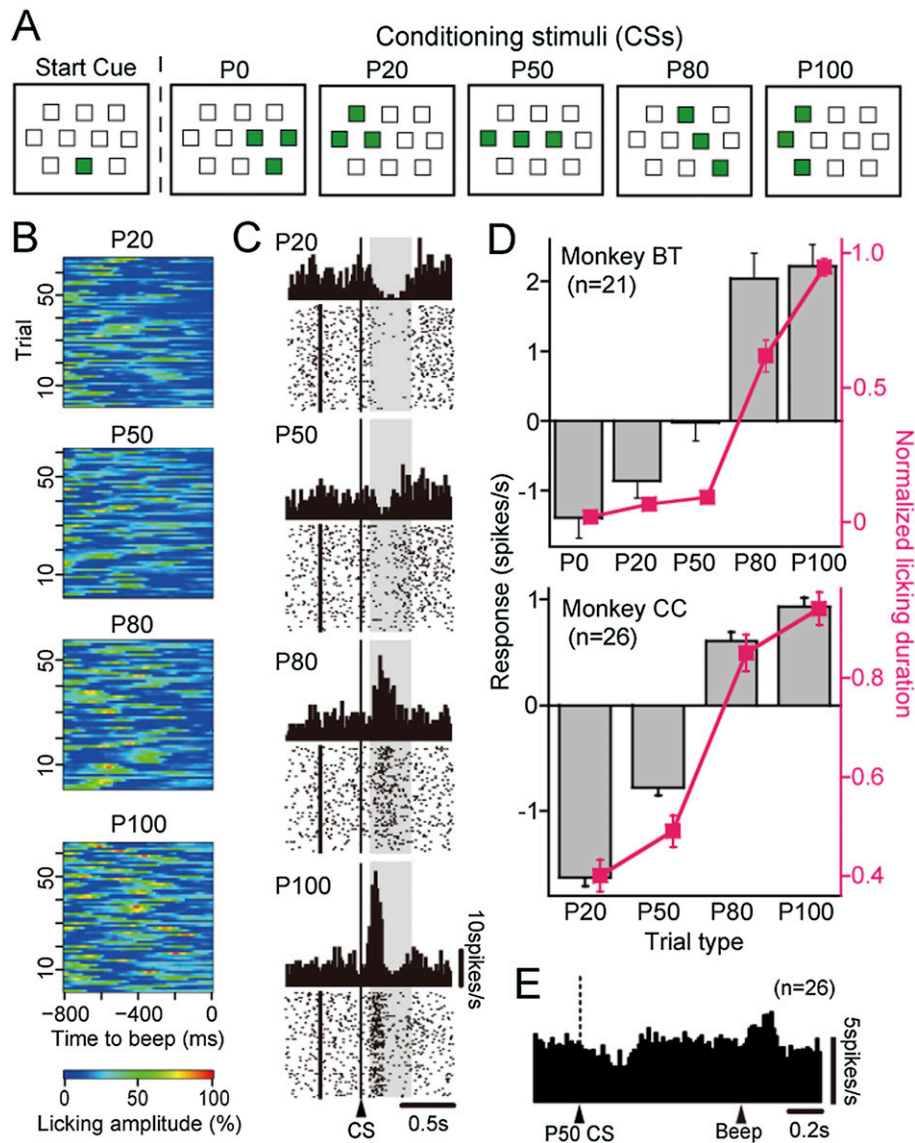 A
Conditioning stimuli (CSs)
Start Cue P0 P20 P50 P80 P100
B
P20
50
Trial
10
P50
50
10
P80
50
10
P100
50
10
−800 −400 0
Time to beep (ms)
0 50 100
Licking amplitude (%)
C
P20
P50
P80
P100
10spikes/s
CS
0.5s
D
Monkey BT
(n=21)
2
1
0
-1
1.0
0.5
0
P0 P20 P50 P80 P100
Response (spikes/s)
Normalized licking duration
Monkey CC
(n=26)
1
0
-1
0.8
0.6
0.4
P20 P50 P80 P100
Trial type
E
(n=26)
5spikes/s
P50 CS Beep 0.2s